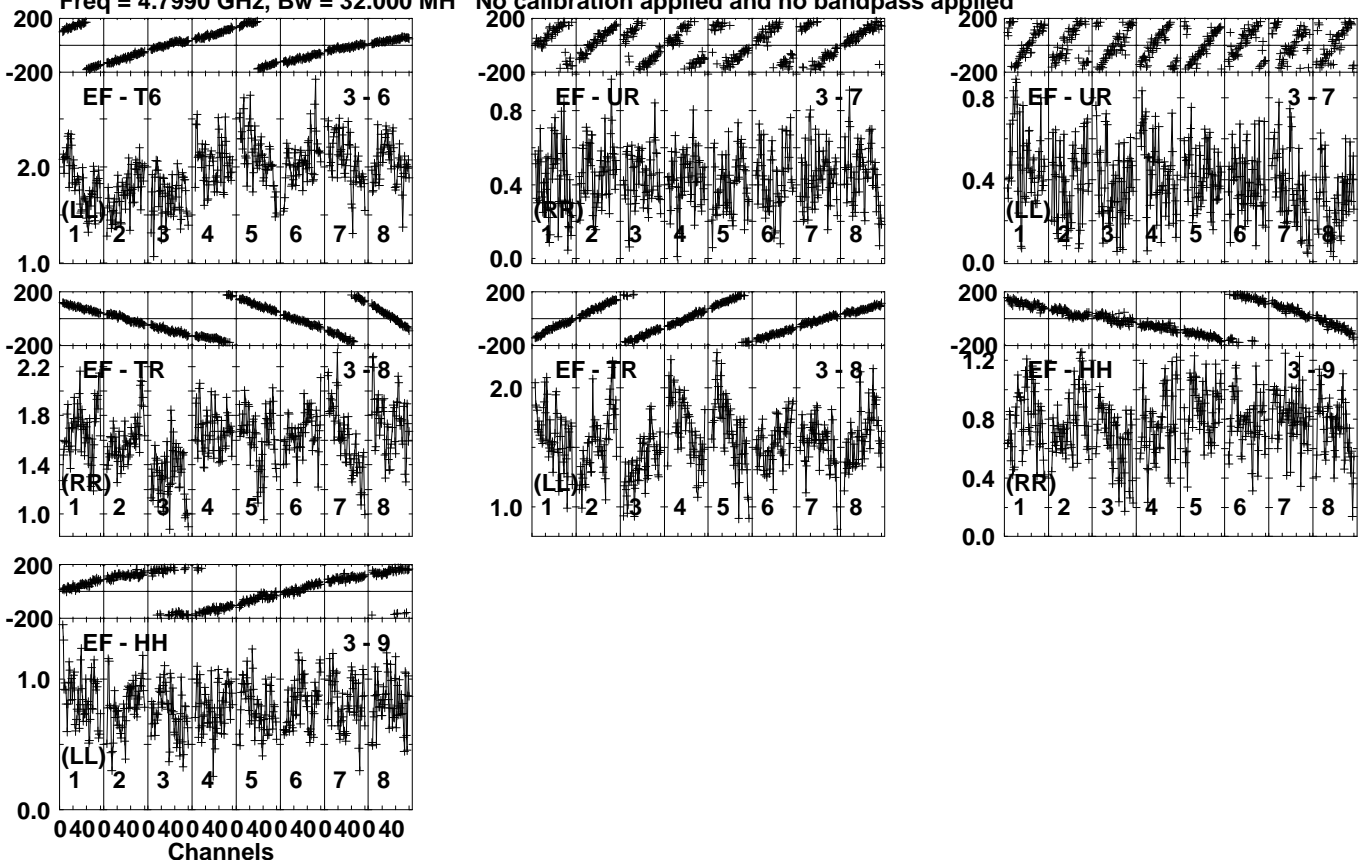 Freq = 4.7990 GHz, Bw = 32.000 MH No calibration applied and no bandpass applied
200
-200
EF - T6 3 - 6
2.0
(LL)
1 2 3 4 5 6 7 8
1.0
200
-200
EF - UR 3 - 7
0.8
0.4
(RR)
1 2 3 4 5 6 7 8
0.0
200
-200
EF - UR 3 - 7
0.8
0.4
(LL)
1 2 3 4 5 6 7 8
0.0
200
-200
EF - TR 3 - 8
2.2
1.8
1.4
(RR)
1 2 3 4 5 6 7 8
1.0
200
-200
EF - TR 3 - 8
2.0
(LL)
1.0 1 2 3 4 5 6 7 8
200
-200
EF - HH 3 - 9
1.2
0.8
0.4
(RR)
1 2 3 4 5 6 7 8
0.0
200
-200
EF - HH 3 - 9
1.0
(LL)
1 2 3 4 5 6 7 8
0.0
0 40 0 40 0 40 0 40 0 40 0 40 0 40 0 40
Channels